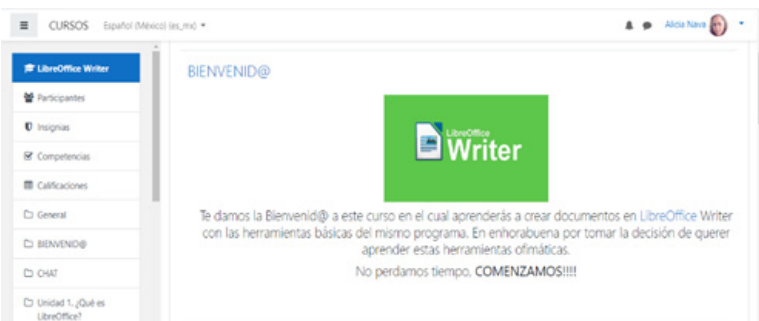 CURSOS Español (México) (es_mx) Alicia Nava
LibreOffice Writer
Participantes
Insignias
Competencias
Calificaciones
General
BIENVENID@
CHAT
Unidad 1. ¿Qué es
LibreOffice?
BIENVENID@
LibreOffice
Writer
Te damos la Bienvenid@ a este curso en el cual aprenderás a crear documentos en LibreOffice Writer
con las herramientas básicas del mismo programa. En enhorabuena por tomar la decisión de querer
aprender estas herramientas ofimáticas.
No perdamos tiempo, COMENZAMOS!!!!